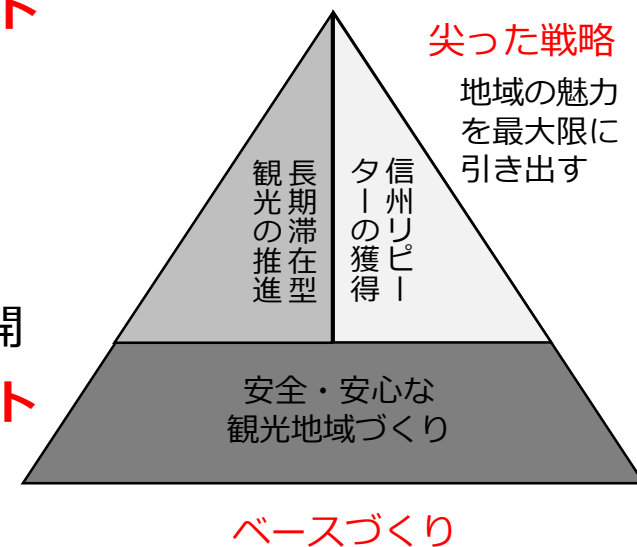 ト
尖った戦略
地域の魅力
を最大限に
引き出す
長期滞在型
観光の推進
信州リピー
ターの獲得
開
ト
安全・安心な
観光地域づくり
ベースづくり